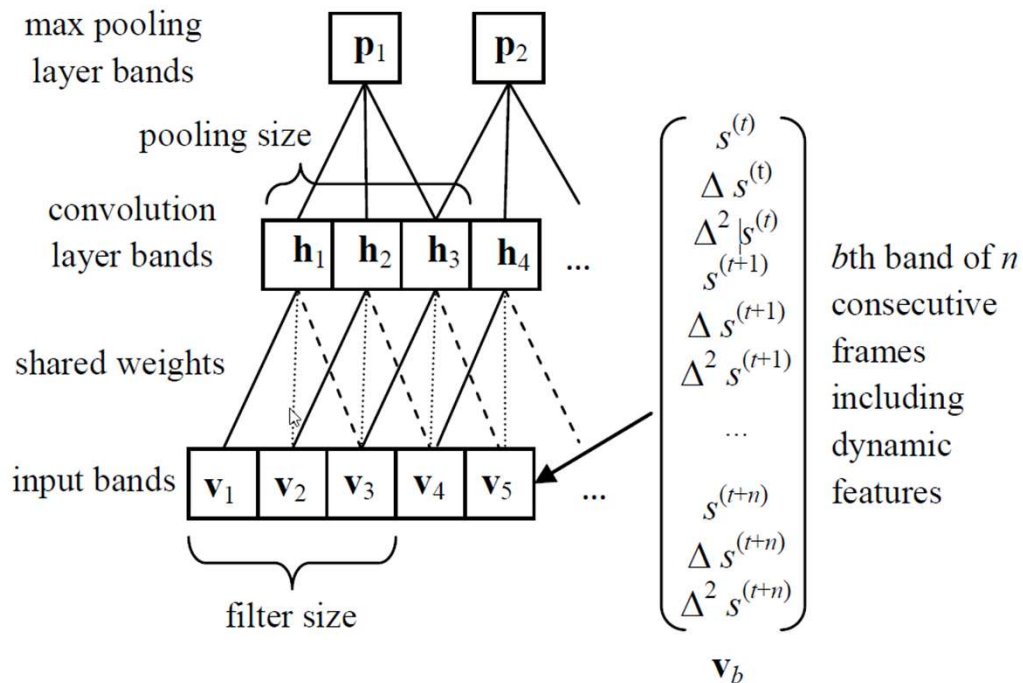 max pooling
layer bands
p₁ p₂
pooling size
convolution
layer bands
h₁ h₂ h₃ h₄ ...
shared weights
input bands
v₁ v₂ v₃ v₄ v₅ ...
filter size
s⁽ᵗ⁾
Δ s⁽ᵗ⁾
Δ² s⁽ᵗ⁾
s⁽ᵗ⁺¹⁾
Δ s⁽ᵗ⁺¹⁾
Δ² s⁽ᵗ⁺¹⁾
...
s⁽ᵗ⁺ⁿ⁾
Δ s⁽ᵗ⁺ⁿ⁾
Δ² s⁽ᵗ⁺ⁿ⁾
v_b
bth band of n
consecutive
frames
including
dynamic
features